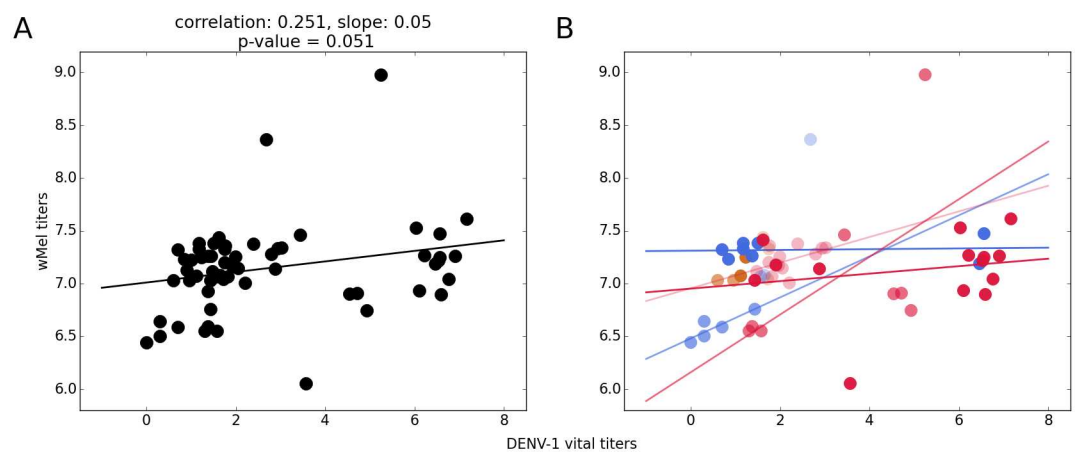 A
correlation: 0.251, slope: 0.05
p-value = 0.051
B
wMel titers
9.0
8.5
8.0
7.5
7.0
6.5
6.0
0 2 4 6 8
9.0
8.5
8.0
7.5
7.0
6.5
6.0
0 2 4 6 8
DENV-1 vital titers